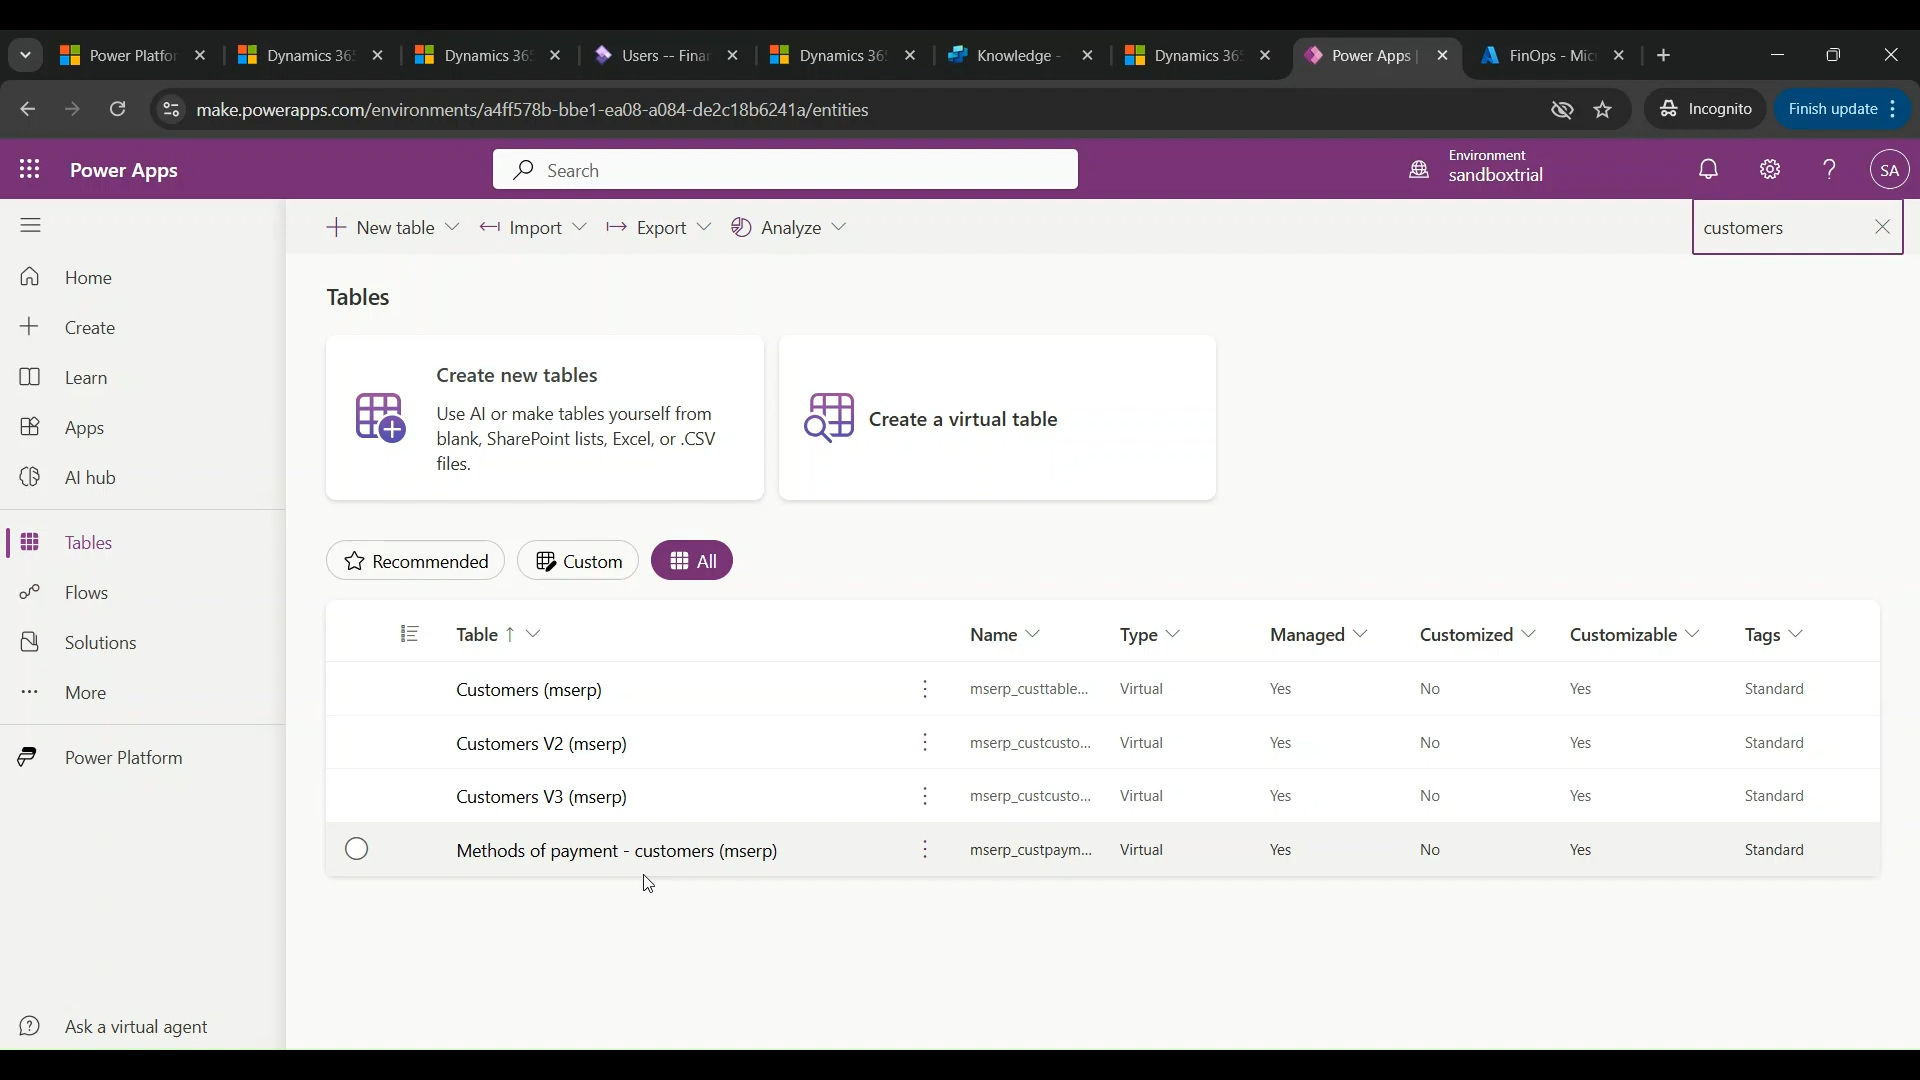 Power Platfor
Dynamics 36
Dynamics 36
Users -- Fina
Dynamics 36
Knowledge -
Dynamics 36
Power Apps |
FinOps - Mic
make.powerapps.com/environments/a4ff578b-bbe1-ea08-a084-de2c18b6241a/entities
Incognito
Finish update
Power Apps
Search
Environment
sandboxtrial
SA
Home
Create
Learn
Apps
AI hub
Tables
Flows
Solutions
More
Power Platform
Ask a virtual agent
New table
Import
Export
Analyze
customers
Tables
Create new tables
Use AI or make tables yourself from
blank, SharePoint lists, Excel, or .CSV
files.
Create a virtual table
Recommended
Custom
All
Table ↑ Name Type Managed Customized Customizable Tags
Customers (mserp) mserp_custtable... Virtual Yes No Yes Standard
Customers V2 (mserp) mserp_custcusto... Virtual Yes No Yes Standard
Customers V3 (mserp) mserp_custcusto... Virtual Yes No Yes Standard
Methods of payment - customers (mserp) mserp_custpaym... Virtual Yes No Yes Standard